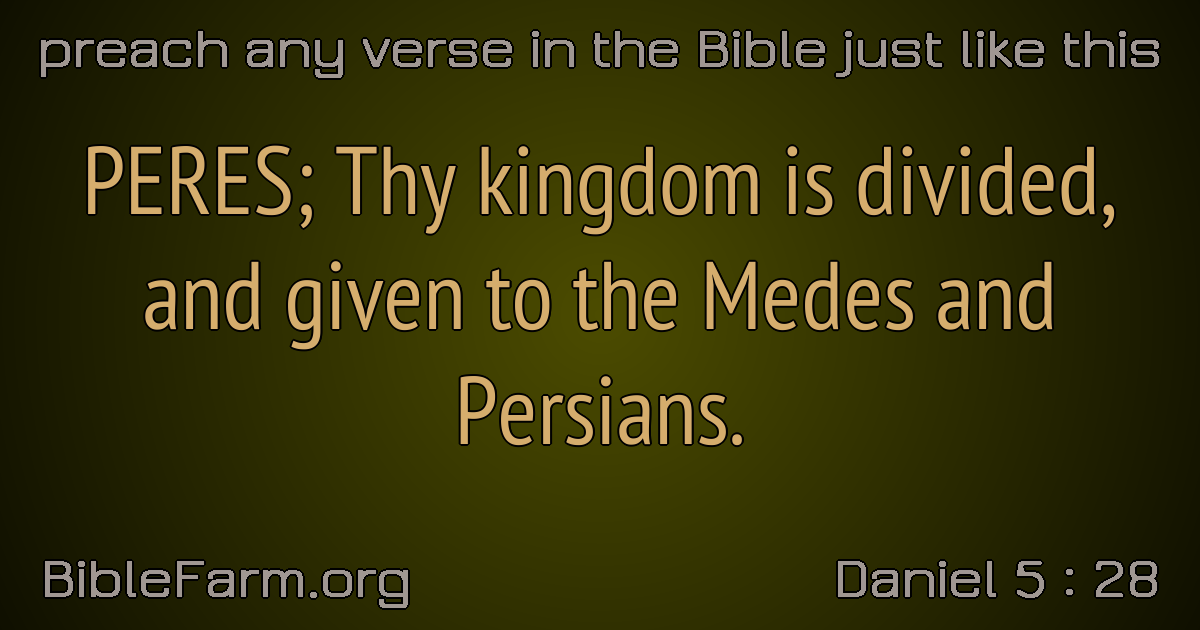 preach any verse in the Bible just like this
PERES; Thy kingdom is divided,
and given to the Medes and
Persians.
BibleFarm.org
Daniel 5 : 28